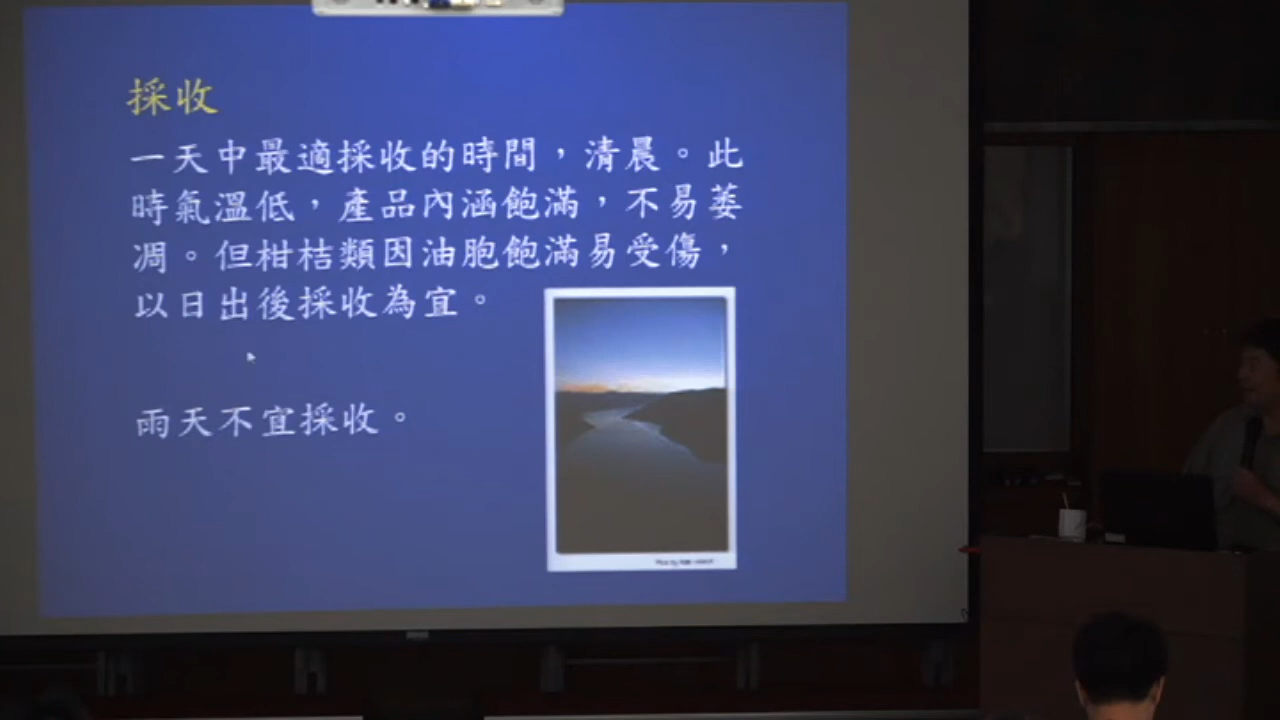 採收
一天中最適採收的時間，清晨。此
時氣溫低，產品內涵飽滿，不易萎
凋。但柑桔類因油胞飽滿易受傷，
以日出後採收為宜。
雨天不宜採收。